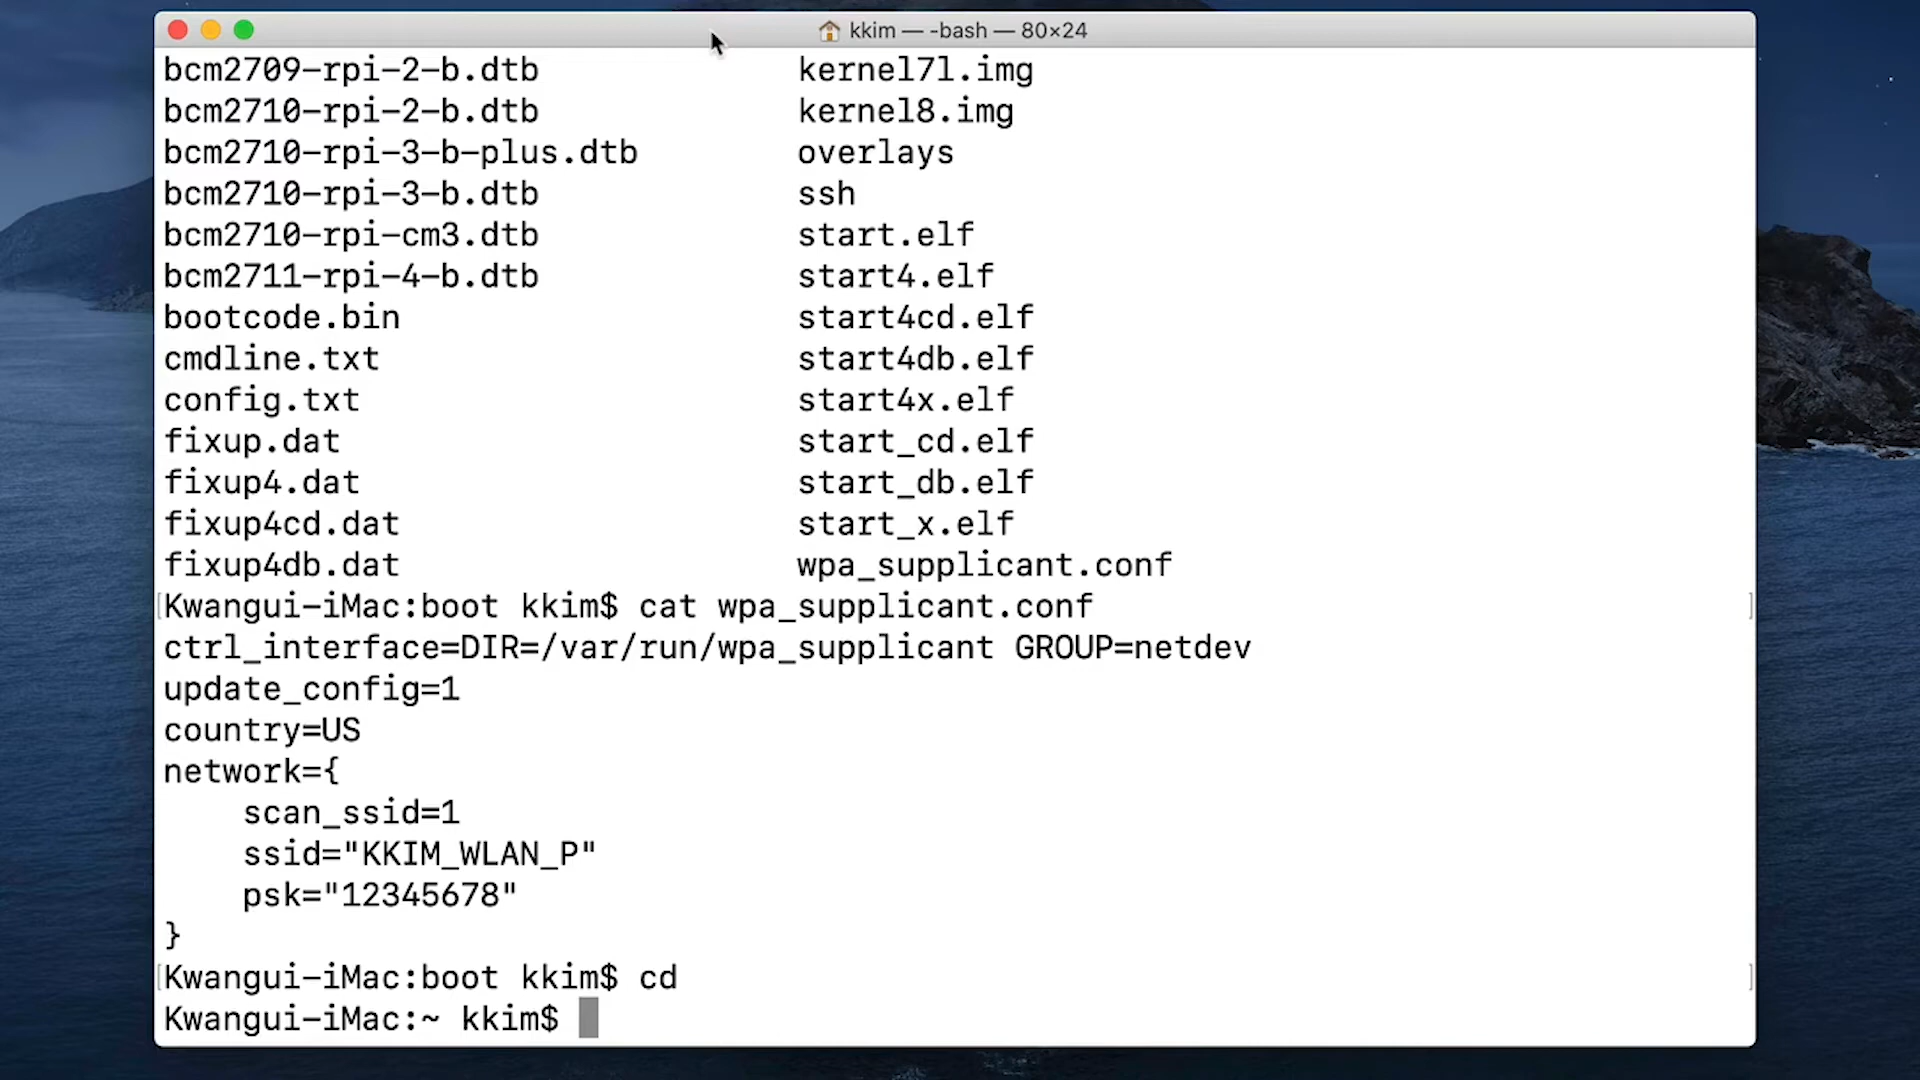 kkim — -bash — 80×24
bcm2709-rpi-2-b.dtb kernel7l.img
bcm2710-rpi-2-b.dtb kernel8.img
bcm2710-rpi-3-b-plus.dtb overlays
bcm2710-rpi-3-b.dtb ssh
bcm2710-rpi-cm3.dtb start.elf
bcm2711-rpi-4-b.dtb start4.elf
bootcode.bin start4cd.elf
cmdline.txt start4db.elf
config.txt start4x.elf
fixup.dat start_cd.elf
fixup4.dat start_db.elf
fixup4cd.dat start_x.elf
fixup4db.dat wpa_supplicant.conf
[Kwangui-iMac:boot kkim$ cat wpa_supplicant.conf ]
ctrl_interface=DIR=/var/run/wpa_supplicant GROUP=netdev
update_config=1
country=US
network={
    scan_ssid=1
    ssid="KKIM_WLAN_P"
    psk="12345678"
}
[Kwangui-iMac:boot kkim$ cd ]
Kwangui-iMac:~ kkim$